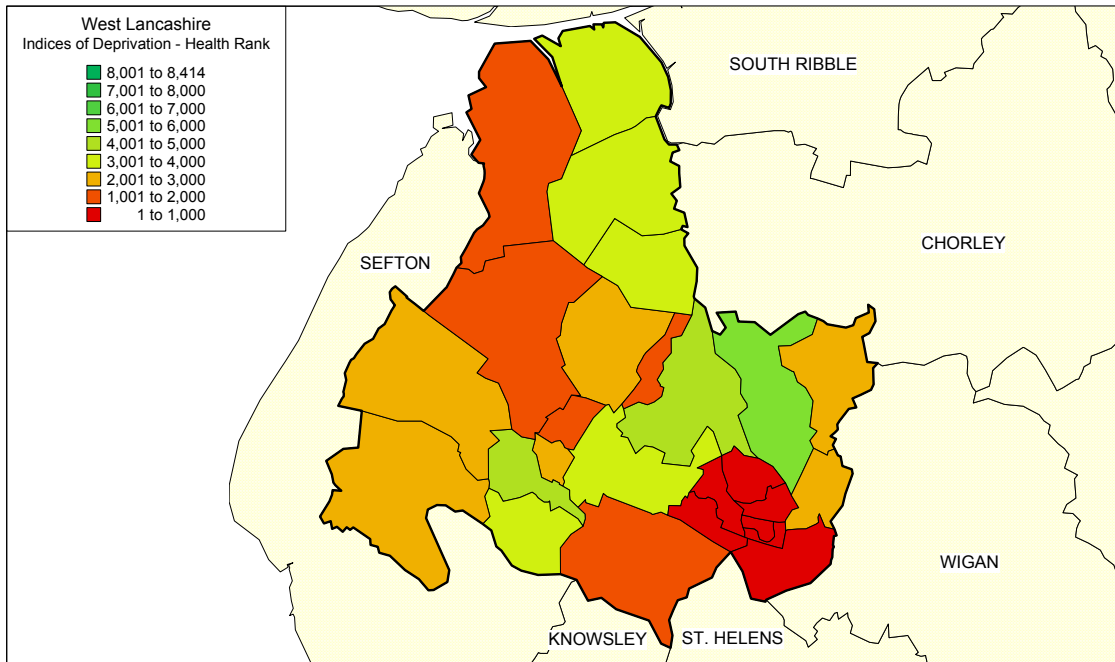 West Lancashire
Indices of Deprivation - Health Rank
8,001 to 8,414
7,001 to 8,000
6,001 to 7,000
5,001 to 6,000
4,001 to 5,000
3,001 to 4,000
2,001 to 3,000
1,001 to 2,000
1 to 1,000
SOUTH RIBBLE
CHORLEY
SEFTON
WIGAN
KNOWSLEY
ST. HELENS